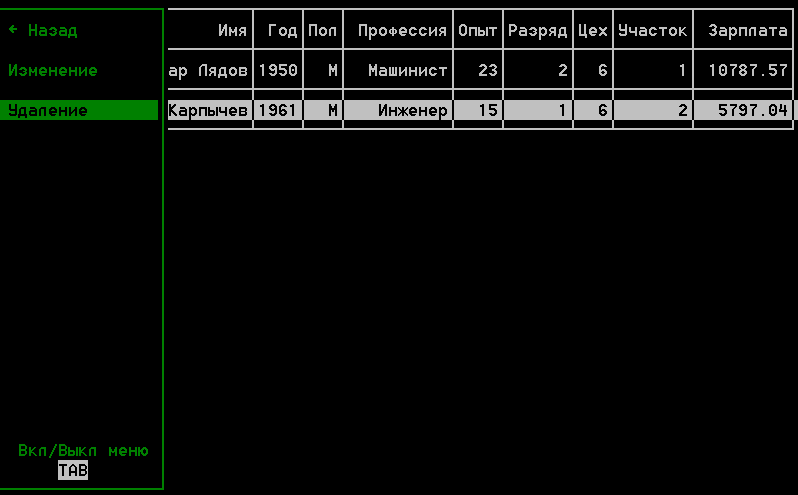 ← Назад Имя Год Пол Профессия Опыт Разряд Цех Участок Зарплата
Изменение ар Лядов 1950 М Машинист 23 2 6 1 10787.57
Удаление Карпычев 1961 М Инженер 15 1 6 2 5797.04
Вкл/Выкл меню
TAB